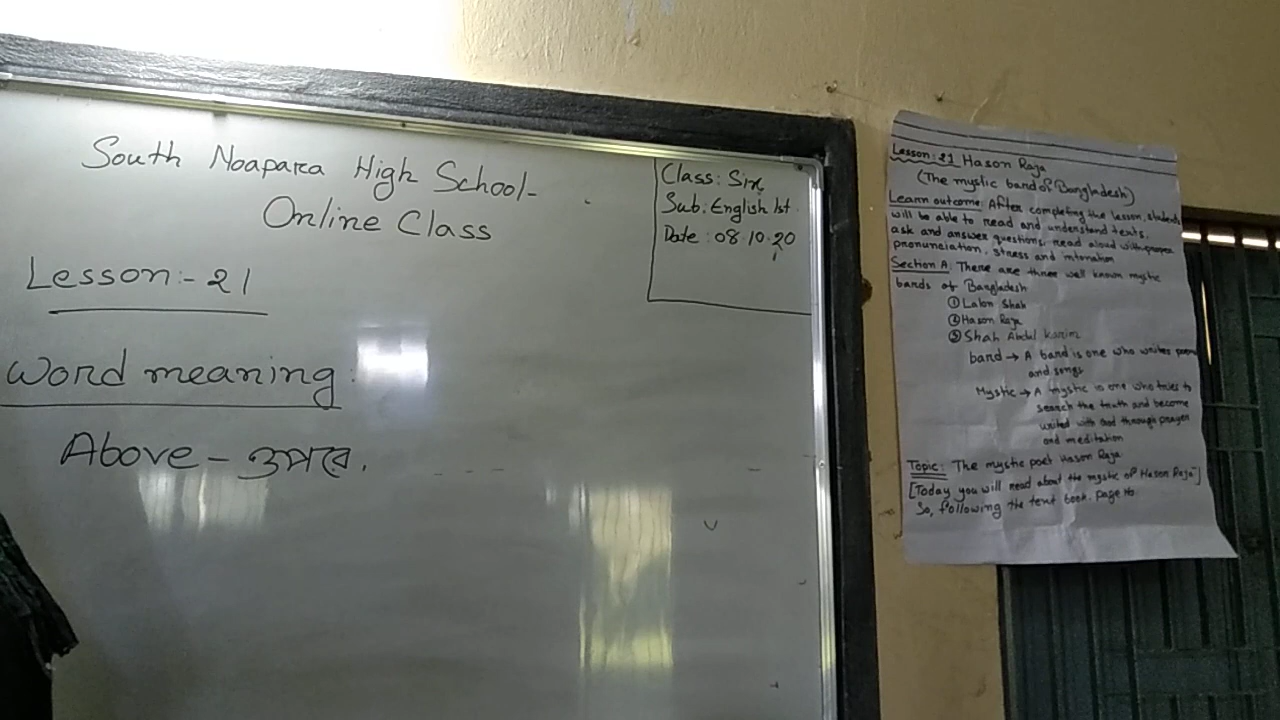 South Noapara High School-
Online Class
Class: Six
Sub: English 1st
Date: 08.10.20
Lesson:- 21
Word meaning:
Above - উপরে.
Lesson: 21 Hason Raja
(The mystic band of Bangladesh)
Learn outcome: After completing the lesson, students
will be able to read and understand texts,
ask and answer questions, read aloud with proper
pronunciation, stress and intonation
Section A: There are three well known mystic
bands of Bangladesh
① Lalon Shah
② Hason Raja
③ Shah Abdul Karim
band → A band is one who writes poems
and songs
Mystic → A mystic is one who tries to
search the truth and become
united with God through prayer
and meditation
Topic: The mystic poet Hason Raja
[Today you will read about the mystic of Hason Raja]
So, following the text book. page No